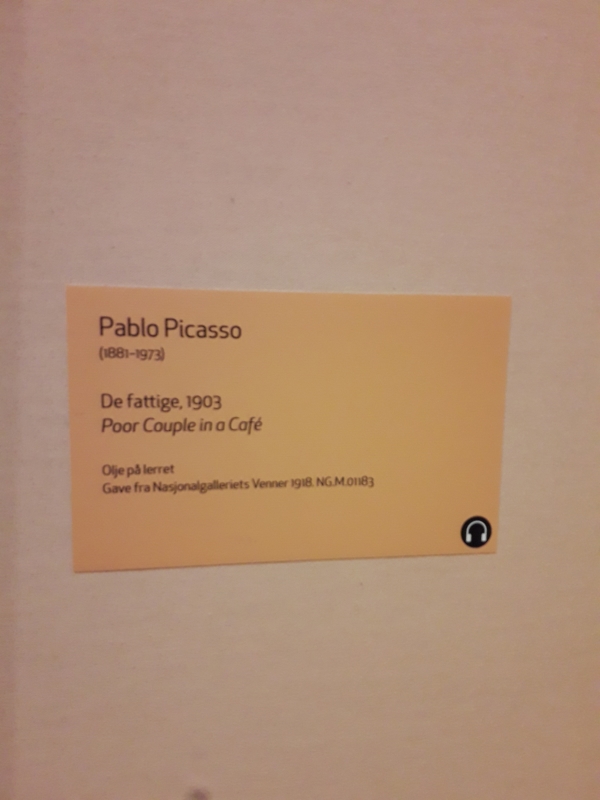 Pablo Picasso
(1881-1973)
De fattige, 1903
Poor Couple in a Café
Olje på lerret
Gave fra Nasjonalgalleriets Venner 1918. NG.M.01183